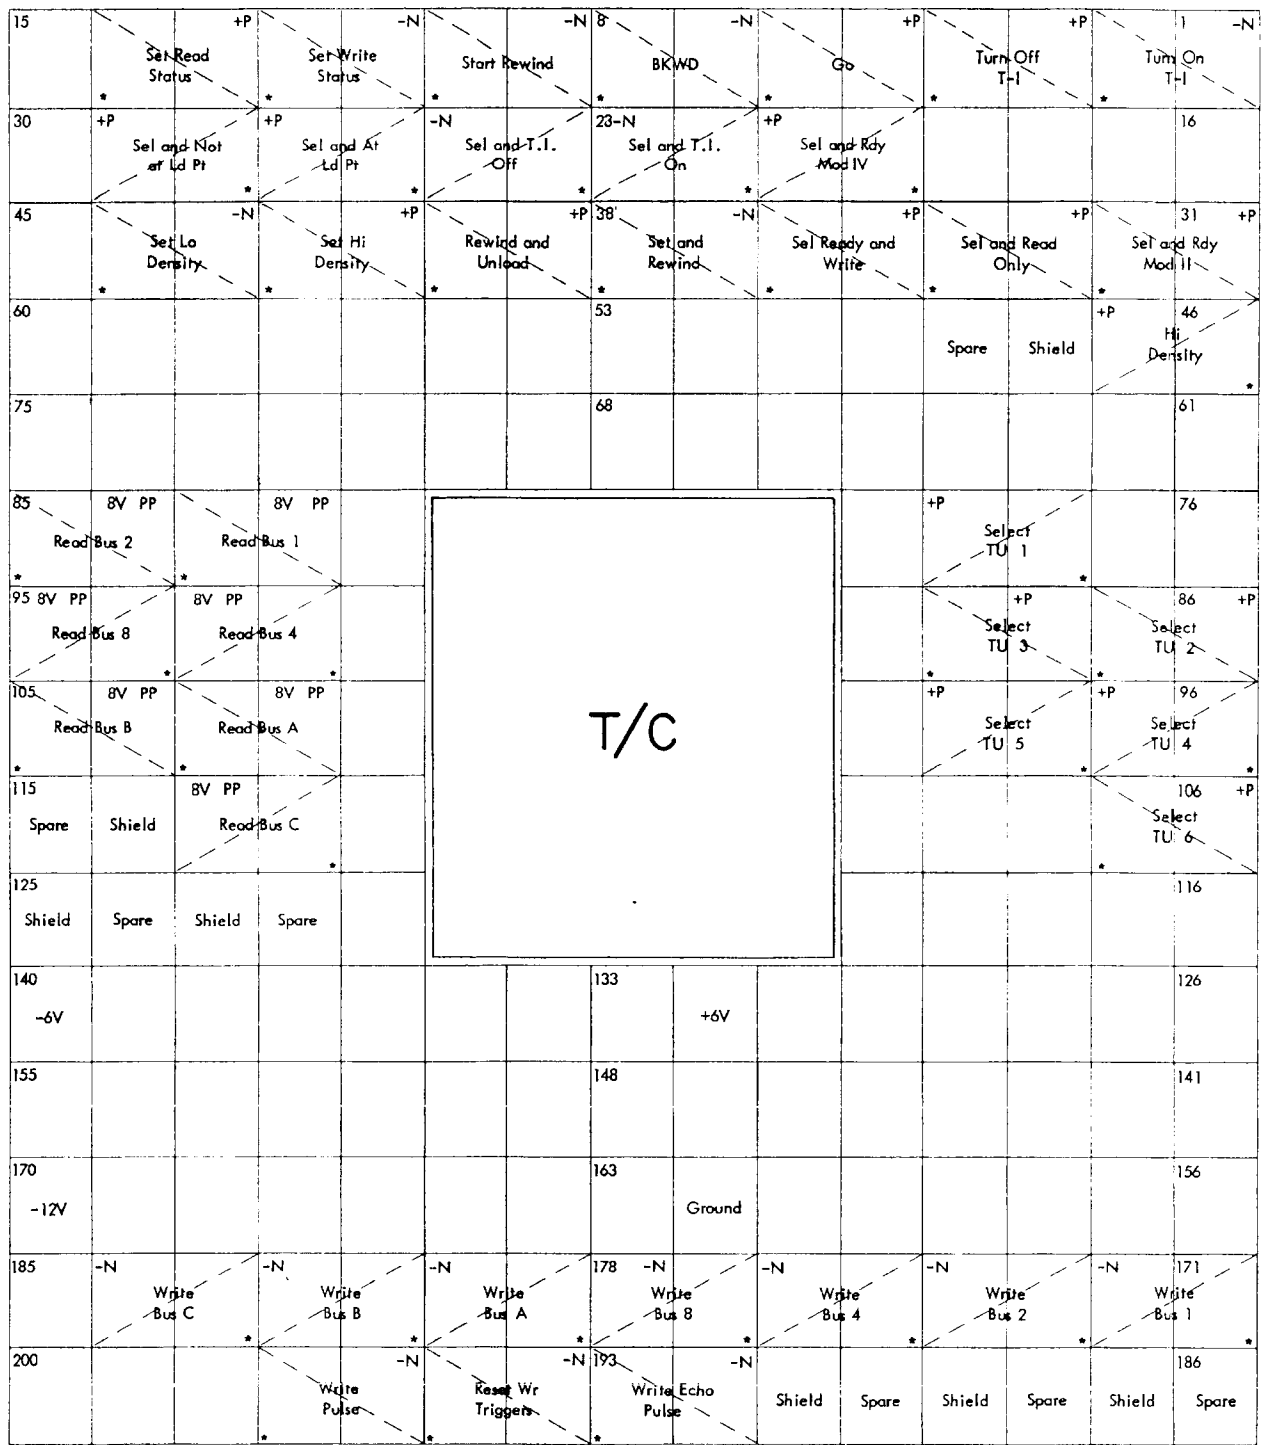 15 +P -N -N 8 -N +P +P 1 -N
Set Read Status
Set Write Status
Start Rewind
BKWD
Go
Turn Off T-I
Turn On T-I
* * * * * * *
30 +P +P -N 23-N +P 16
Sel and Not at Ld Pt
Sel and At Ld Pt
Sel and T.I. Off
Sel and T.I. On
Sel and Rdy Mod IV
* * * * *
45 -N +P +P 38 -N +P +P 31 +P
Set Lo Density
Set Hi Density
Rewind and Unload
Set and Rewind
Sel Ready and Write
Sel and Read Only
Sel and Rdy Mod II
* * * * * * *
60 53 +P 46
Spare Shield
Hi Density
*
75 68 61
85 8V PP 8V PP +P 76
Read Bus 2 Read Bus 1
Select TU 1
* * *
95 8V PP 8V PP +P 86 +P
Read Bus 8 Read Bus 4
Select TU 3
Select TU 2
* * * *
105 8V PP 8V PP +P +P 96
Read Bus B Read Bus A
T/C
Select TU 5
Select TU 4
* * * *
115 8V PP 106 +P
Spare Shield Read Bus C
Select TU 6
* *
125 116
Shield Spare Shield Spare
140 133 126
-6V +6V
155 148 141
170 163 156
-12V Ground
185 -N -N -N 178 -N -N -N -N 171
Write Bus C
Write Bus B
Write Bus A
Write Bus 8
Write Bus 4
Write Bus 2
Write Bus 1
* * * * * * *
200 -N -N 193 -N 186
Write Pulse
Reset Wr Triggers
Write Echo Pulse
Shield Spare Shield Spare Shield Spare
* * *